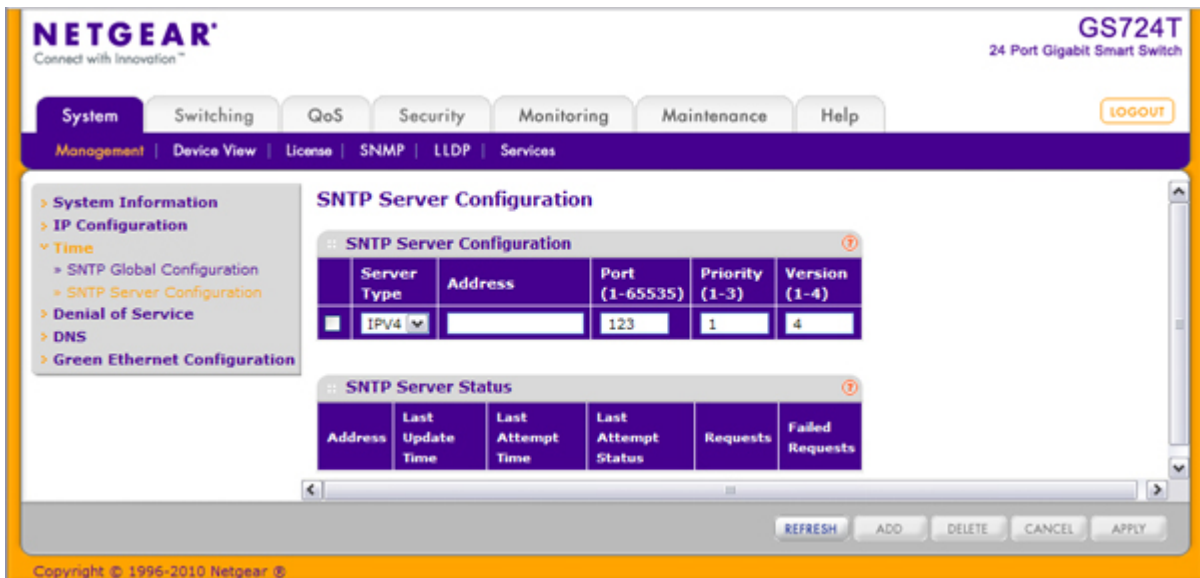 NETGEAR®
Connect with Innovation™
GS724T
24 Port Gigabit Smart Switch
System Switching QoS Security Monitoring Maintenance Help LOGOUT
Management | Device View | License | SNMP | LLDP | Services
System Information
IP Configuration
Time
» SNTP Global Configuration
» SNTP Server Configuration
Denial of Service
DNS
Green Ethernet Configuration
SNTP Server Configuration
SNTP Server Configuration ?
Server Type Address Port (1-65535) Priority (1-3) Version (1-4)
IPV4 123 1 4
SNTP Server Status ?
Address Last Update Time Last Attempt Time Last Attempt Status Requests Failed Requests
REFRESH ADD DELETE CANCEL APPLY
Copyright © 1996-2010 Netgear ®